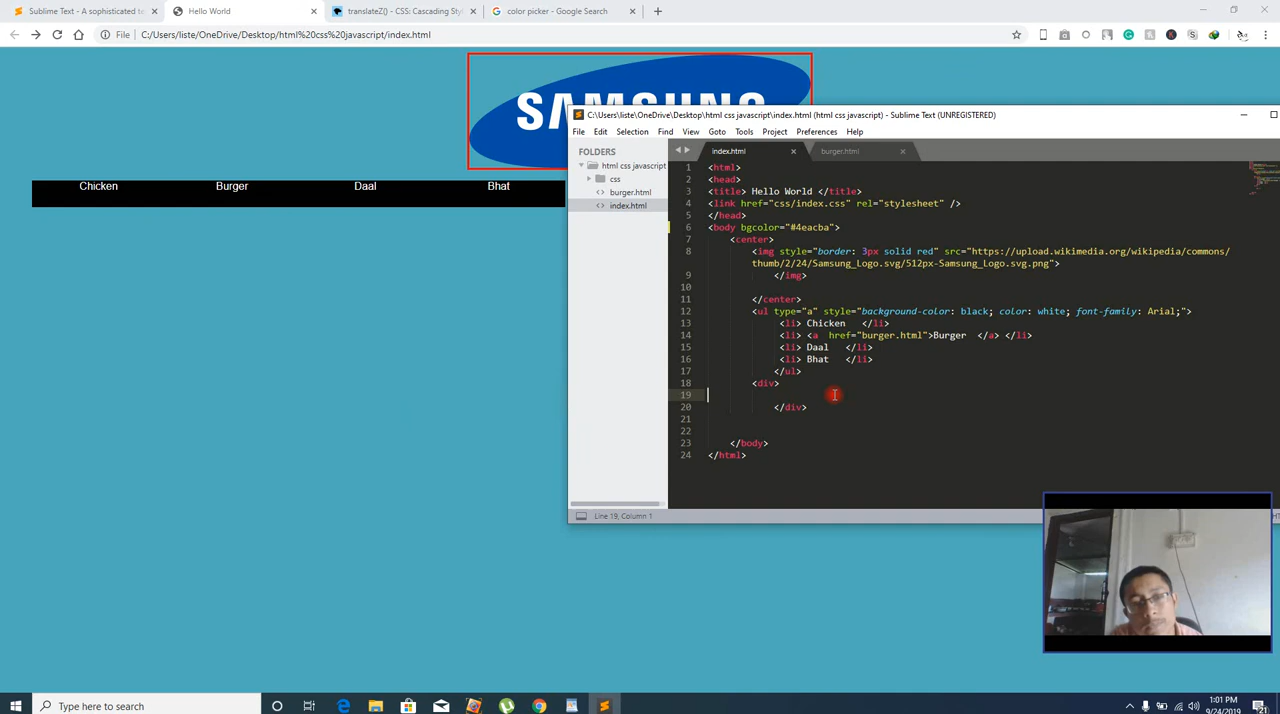 Sublime Text - A sophisticated te
Hello World
translateZ() - CSS: Cascading Sty
color picker - Google Search
File
C:/Users/liste/OneDrive/Desktop/html%20css%20javascript/index.html
SAMSUNG
Chicken Burger Daal Bhat
C:\Users\liste\OneDrive\Desktop\html css javascript\index.html (html css javascript) - Sublime Text (UNREGISTERED)
File Edit Selection Find View Goto Tools Project Preferences Help
FOLDERS
html css javascript
css
burger.html
index.html
index.html
burger.html
1 <html>
2 <head>
3 <title> Hello World </title>
4 <link href="css/index.css" rel="stylesheet" />
5 </head>
6 <body bgcolor="#4eacba">
7 <center>
8 <img style="border: 3px solid red" src="https://upload.wikimedia.org/wikipedia/commons/
thumb/2/24/Samsung_Logo.svg/512px-Samsung_Logo.svg.png">
9 </img>
10
11 </center>
12 <ul type="a" style="background-color: black; color: white; font-family: Arial;">
13 <li> Chicken </li>
14 <li> <a href="burger.html">Burger </a> </li>
15 <li> Daal </li>
16 <li> Bhat </li>
17 </ul>
18 <div>
19
20 </div>
21
22
23 </body>
24 </html>
Line 19, Column 1
Type here to search
1:01 PM
9/24/2019
21